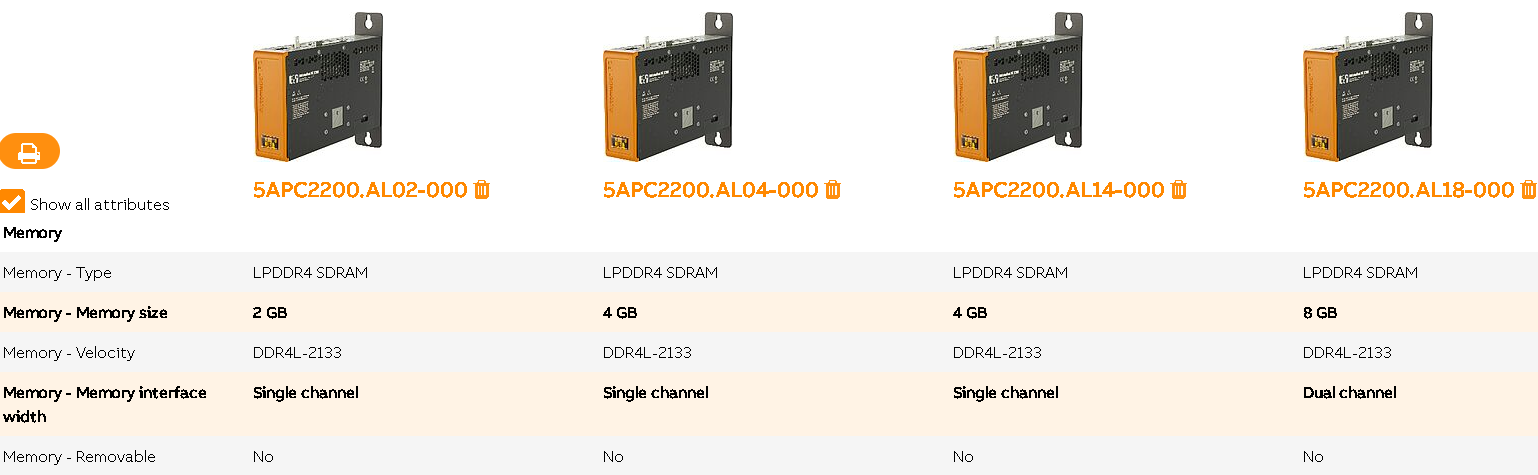 5APC2200.AL02-000 5APC2200.AL04-000 5APC2200.AL14-000 5APC2200.AL18-000
Show all attributes
Memory
Memory - Type LPDDR4 SDRAM LPDDR4 SDRAM LPDDR4 SDRAM LPDDR4 SDRAM
Memory - Memory size 2 GB 4 GB 4 GB 8 GB
Memory - Velocity DDR4L-2133 DDR4L-2133 DDR4L-2133 DDR4L-2133
Memory - Memory interface width Single channel Single channel Single channel Dual channel
Memory - Removable No No No No